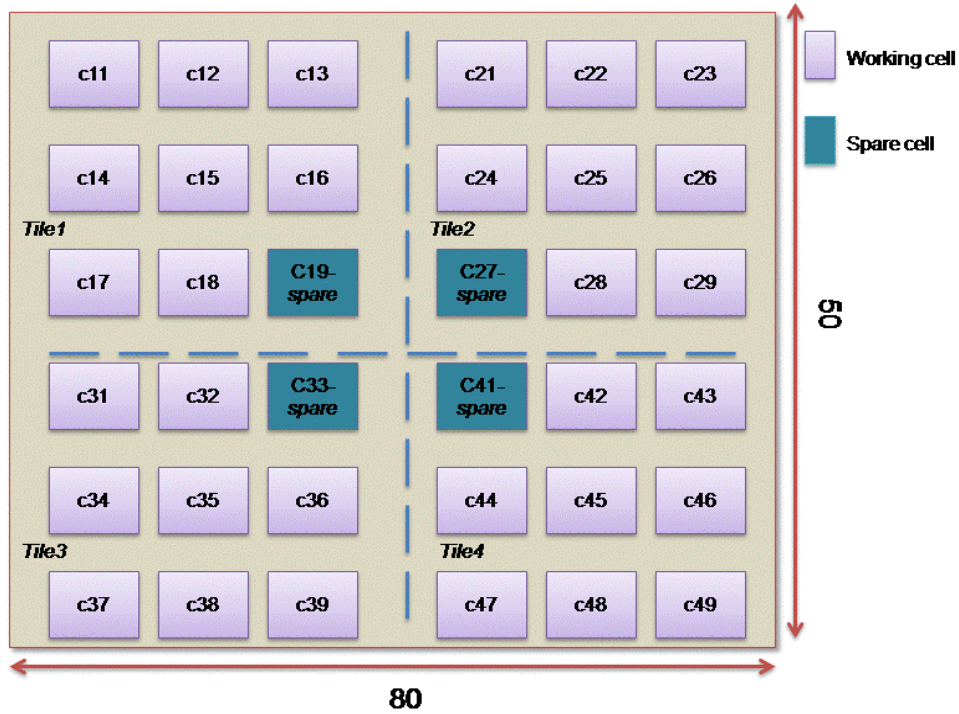 c11 c12 c13 c21 c22 c23
Working cell
Spare cell
c14 c15 c16 c24 c25 c26
Tile1 Tile2
c17 c18 C19- C27- c28 c29
spare spare
50
c31 c32 C33- C41- c42 c43
spare spare
c34 c35 c36 c44 c45 c46
Tile3 Tile4
c37 c38 c39 c47 c48 c49
80